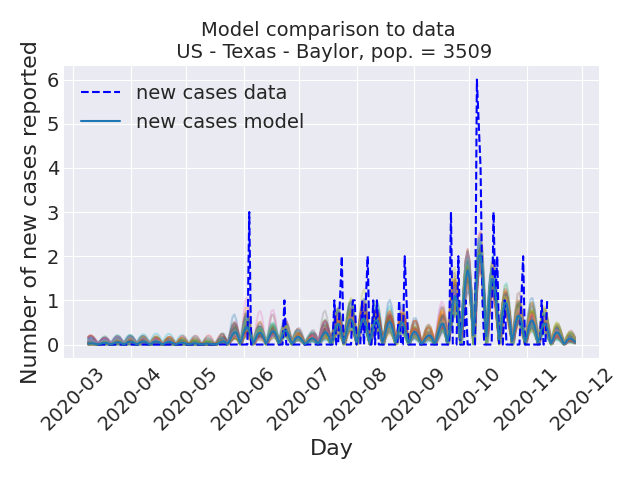 Model comparison to data
US - Texas - Baylor, pop. = 3509
Number of new cases reported
6
5
4
3
2
1
0
new cases data
new cases model
2020-03
2020-04
2020-05
2020-06
2020-07
2020-08
2020-09
2020-10
2020-11
2020-12
Day